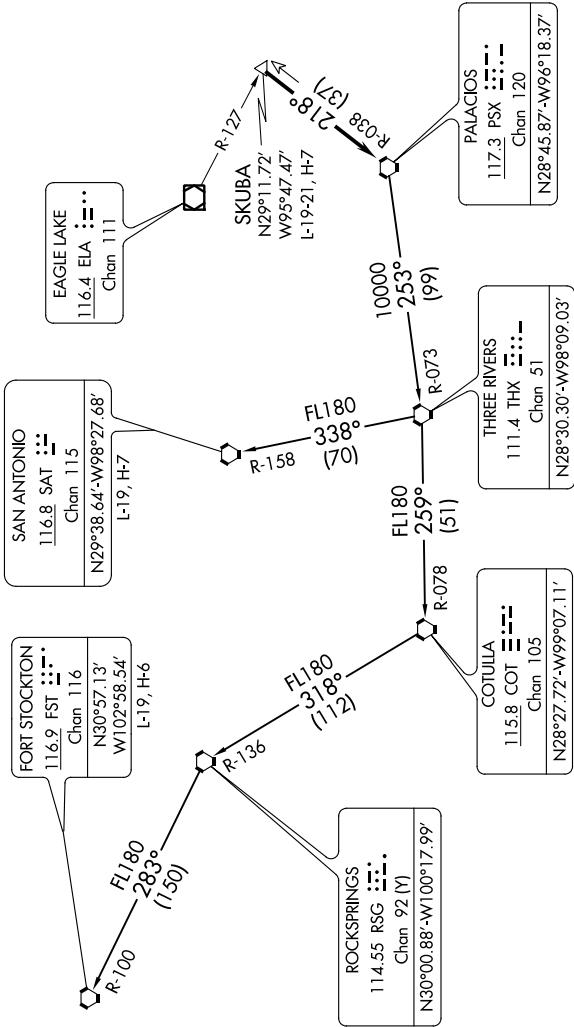 FORT STOCKTON
116.9 FST
Chan 116
N30°57.13'
W102°58.54'
L-19, H-6
SAN ANTONIO
116.8 SAT
Chan 115
N29°38.64'-W98°27.68'
L-19, H-7
EAGLE LAKE
116.4 ELA
Chan 111
R-127
SKUBA
N29°11.72'
W95°47.47'
L-19-21, H-7
218°
(37)
R-038
PALACIOS
117.3 PSX
Chan 120
N28°45.87'-W96°18.37'
10000
253°
(99)
R-073
THREE RIVERS
111.4 THX
Chan 51
N28°30.30'-W98°09.03'
FL180
338°
(70)
R-158
FL180
259°
(51)
R-078
COTULLA
115.8 COT
Chan 105
N28°27.72'-W99°07.11'
FL180
318°
(112)
R-136
ROCKSPRINGS
114.55 RSG
Chan 92 (Y)
N30°00.88'-W100°17.99'
FL180
283°
(150)
R-100